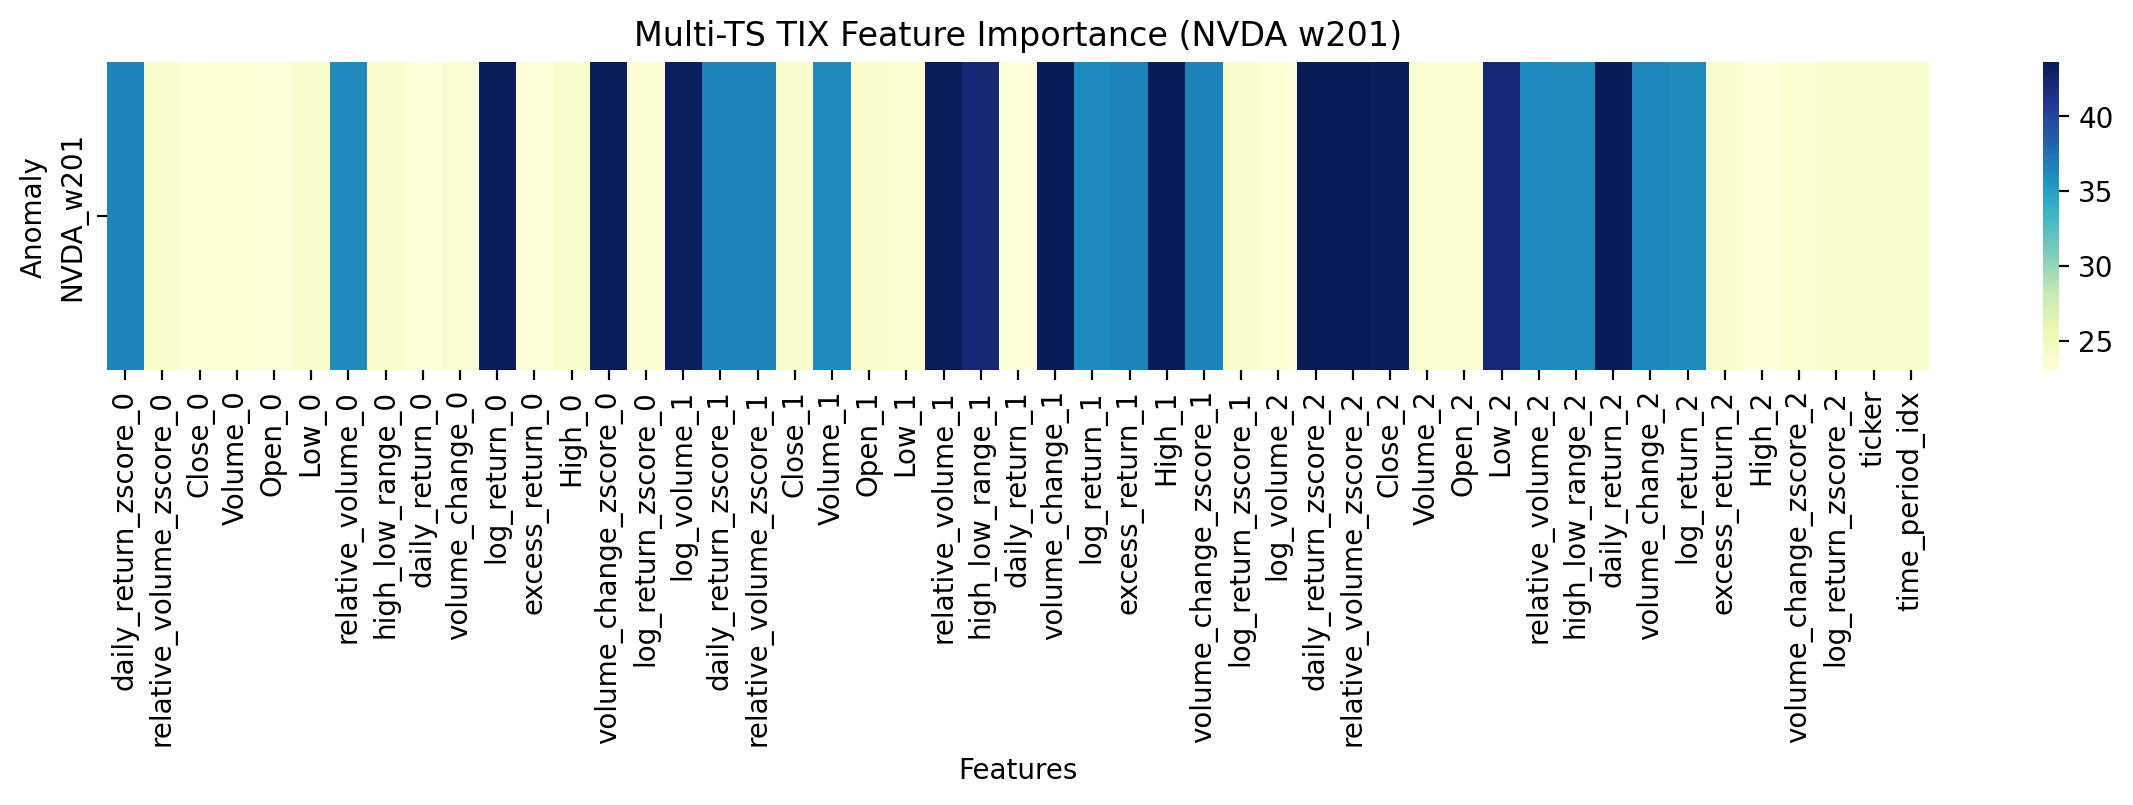 Multi-TS TIX Feature Importance (NVDA w201)
Anomaly
NVDA_w201
40
35
30
25
daily_return_zscore_0
relative_volume_zscore_0
Close_0
Volume_0
Open_0
Low_0
relative_volume_0
high_low_range_0
daily_return_0
volume_change_0
log_return_0
excess_return_0
High_0
volume_change_zscore_0
log_return_zscore_0
log_volume_1
daily_return_zscore_1
relative_volume_zscore_1
Close_1
Volume_1
Open_1
Low_1
relative_volume_1
high_low_range_1
daily_return_1
volume_change_1
log_return_1
excess_return_1
High_1
volume_change_zscore_1
log_return_zscore_1
log_volume_2
daily_return_zscore_2
relative_volume_zscore_2
Close_2
Volume_2
Open_2
Low_2
relative_volume_2
high_low_range_2
daily_return_2
volume_change_2
log_return_2
excess_return_2
High_2
volume_change_zscore_2
log_return_zscore_2
ticker
time_period_idx
Features